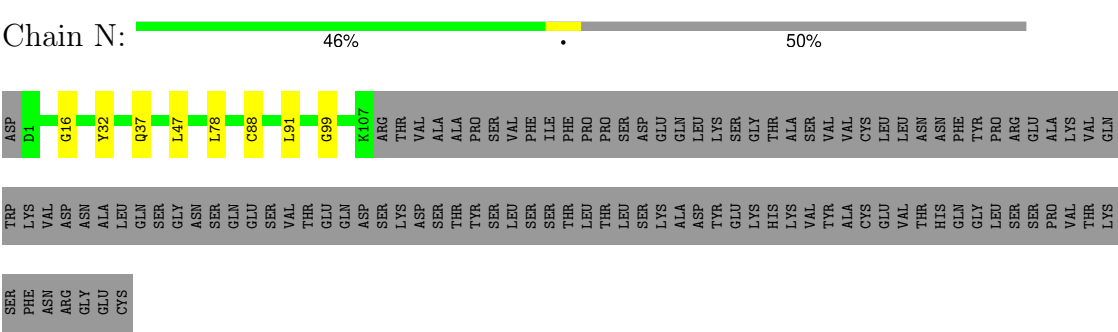 Chain N:
46% • 50%
ASP D1 G16 Y32 Q37 L47 L78 C88 L91 G99 K107 ARG THR VAL ALA ALA PRO SER VAL PHE ILE PHE PRO PRO SER ASP GLU GLN LEU LYS SER GLY THR ALA SER VAL VAL CYS LEU LEU ASN ASN PHE TYR PRO ARG GLU ALA LYS VAL GLN
TRP LYS VAL ASP ASN ALA LEU GLN SER GLY ASN SER GLN GLU SER VAL THR GLU GLN ASP SER LYS ASP SER THR TYR SER LEU SER SER THR LEU THR LEU SER LYS ALA ASP TYR GLU LYS HIS LYS VAL TYR ALA CYS GLU VAL THR HIS GLN GLY LEU SER SER PRO VAL THR LYS
SER PHE ASN ARG GLY GLU CYS